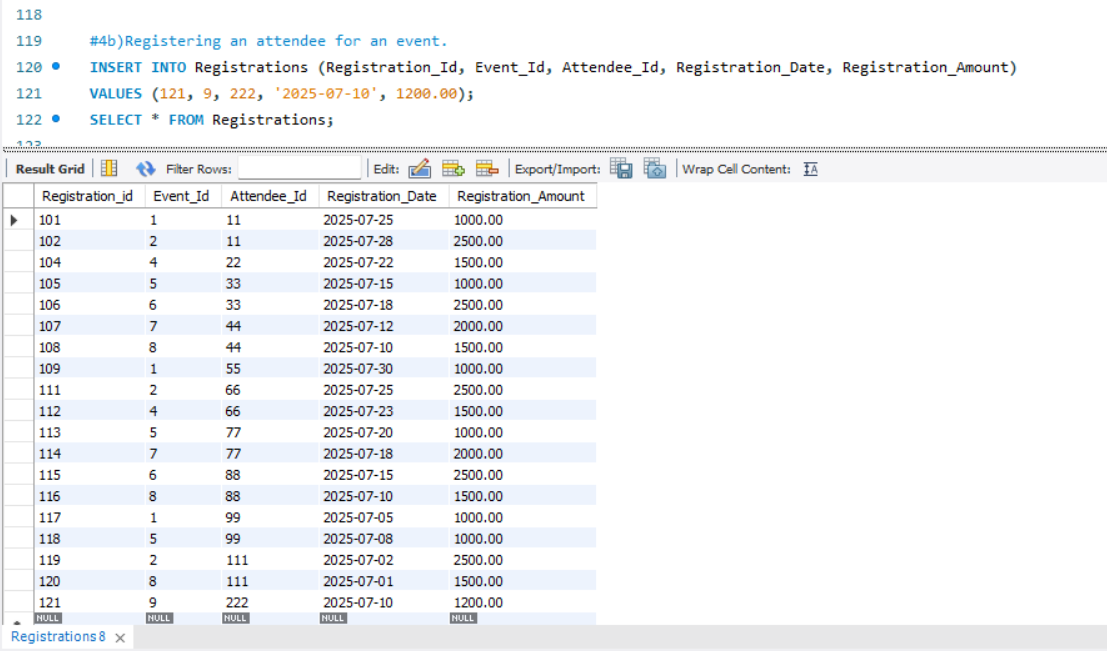 118
119 #4b)Registering an attendee for an event.
120 INSERT INTO Registrations (Registration_Id, Event_Id, Attendee_Id, Registration_Date, Registration_Amount)
121 VALUES (121, 9, 222, '2025-07-10', 1200.00);
122 SELECT * FROM Registrations;
123
Result Grid Filter Rows: Edit: Export/Import: Wrap Cell Content: IA
Registration_id Event_Id Attendee_Id Registration_Date Registration_Amount
101 1 11 2025-07-25 1000.00
102 2 11 2025-07-28 2500.00
104 4 22 2025-07-22 1500.00
105 5 33 2025-07-15 1000.00
106 6 33 2025-07-18 2500.00
107 7 44 2025-07-12 2000.00
108 8 44 2025-07-10 1500.00
109 1 55 2025-07-30 1000.00
111 2 66 2025-07-25 2500.00
112 4 66 2025-07-23 1500.00
113 5 77 2025-07-20 1000.00
114 7 77 2025-07-18 2000.00
115 6 88 2025-07-15 2500.00
116 8 88 2025-07-10 1500.00
117 1 99 2025-07-05 1000.00
118 5 99 2025-07-08 1000.00
119 2 111 2025-07-02 2500.00
120 8 111 2025-07-01 1500.00
121 9 222 2025-07-10 1200.00
NULL NULL NULL NULL NULL
Registrations 8